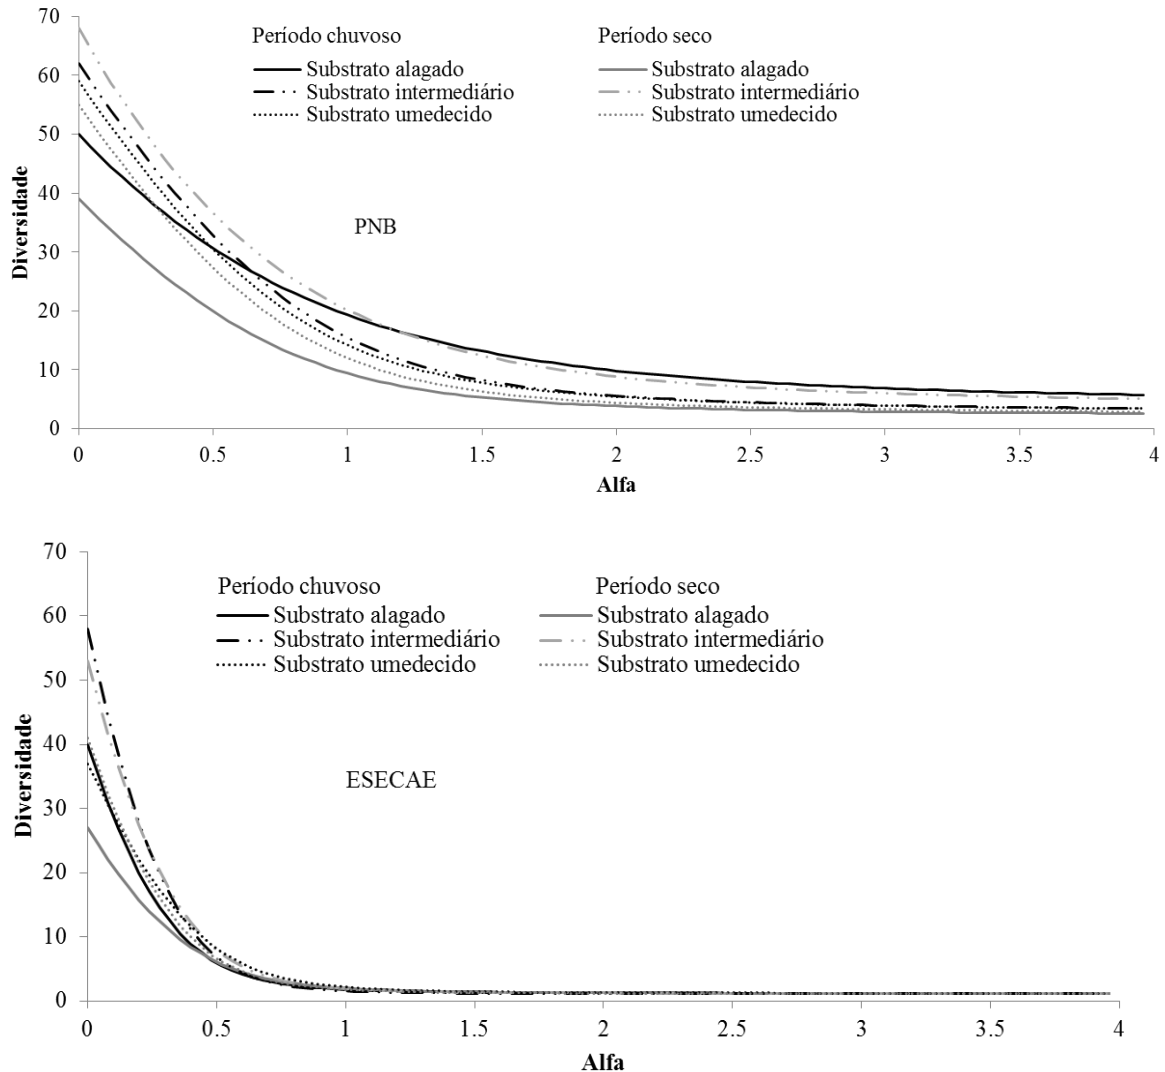 70
60
50
40
30
20
10
0
Diversidade
Período chuvoso
Substrato alagado
Substrato intermediário
Substrato umedecido
Período seco
Substrato alagado
Substrato intermediário
Substrato umedecido
PNB
0 0.5 1 1.5 2 2.5 3 3.5 4
Alfa
70
60
50
40
30
20
10
0
Diversidade
Período chuvoso
Substrato alagado
Substrato intermediário
Substrato umedecido
Período seco
Substrato alagado
Substrato intermediário
Substrato umedecido
ESECAE
0 0.5 1 1.5 2 2.5 3 3.5 4
Alfa